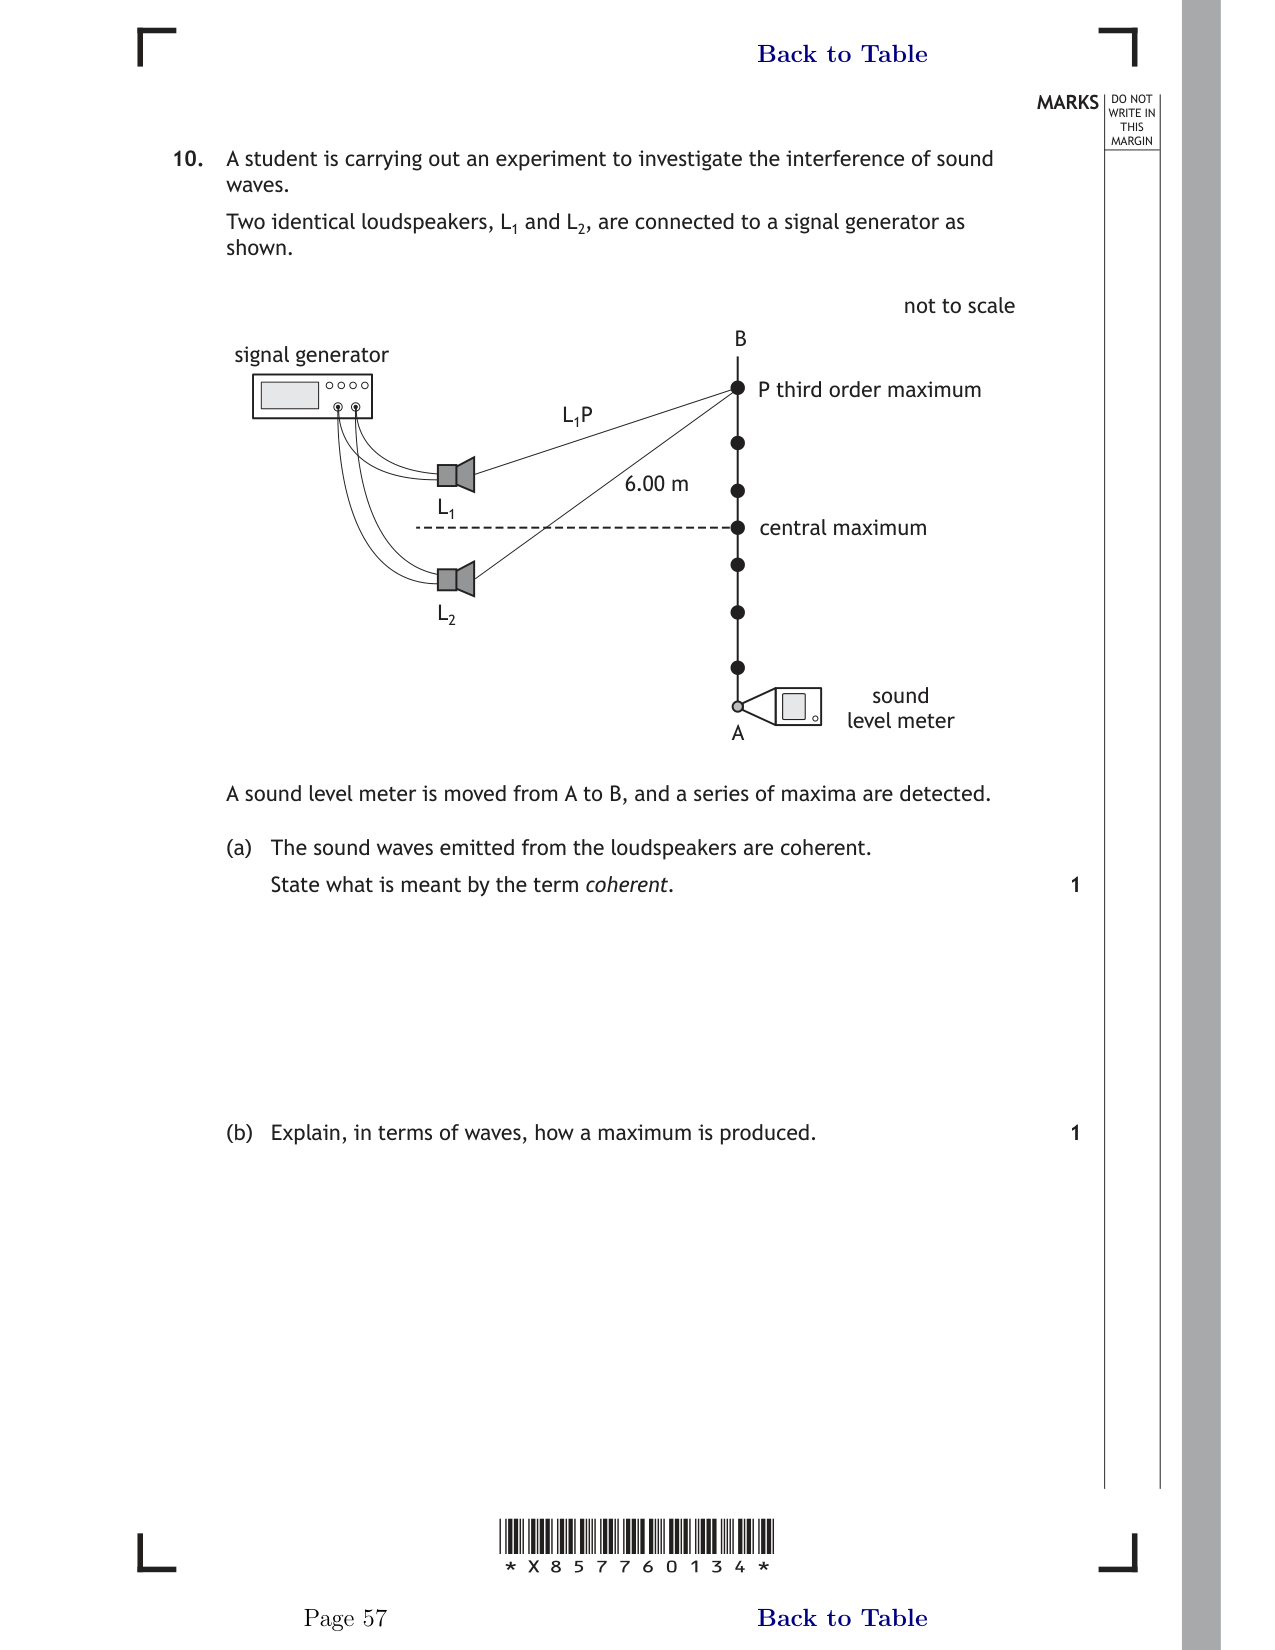 Back to Table
MARKS
DO NOT
WRITE IN
THIS
MARGIN
10. A student is carrying out an experiment to investigate the interference of sound
waves.
Two identical loudspeakers, L₁ and L₂, are connected to a signal generator as
shown.
not to scale
B
signal generator
P third order maximum
L₁P
6.00 m
L₁
central maximum
L₂
sound
level meter
A
A sound level meter is moved from A to B, and a series of maxima are detected.
(a) The sound waves emitted from the loudspeakers are coherent.
State what is meant by the term coherent. 1
(b) Explain, in terms of waves, how a maximum is produced. 1
* X 8 5 7 7 6 0 1 3 4 *
Page 57
Back to Table